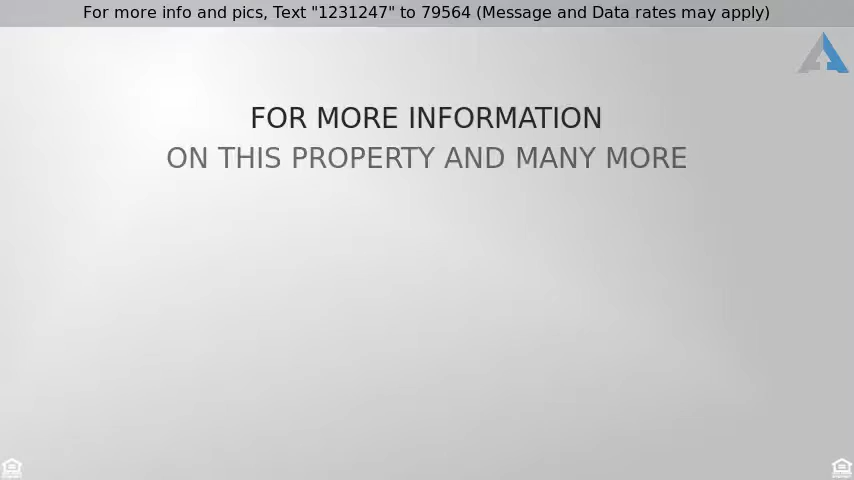 For more info and pics, Text "1231247" to 79564 (Message and Data rates may apply)
FOR MORE INFORMATION
ON THIS PROPERTY AND MANY MORE